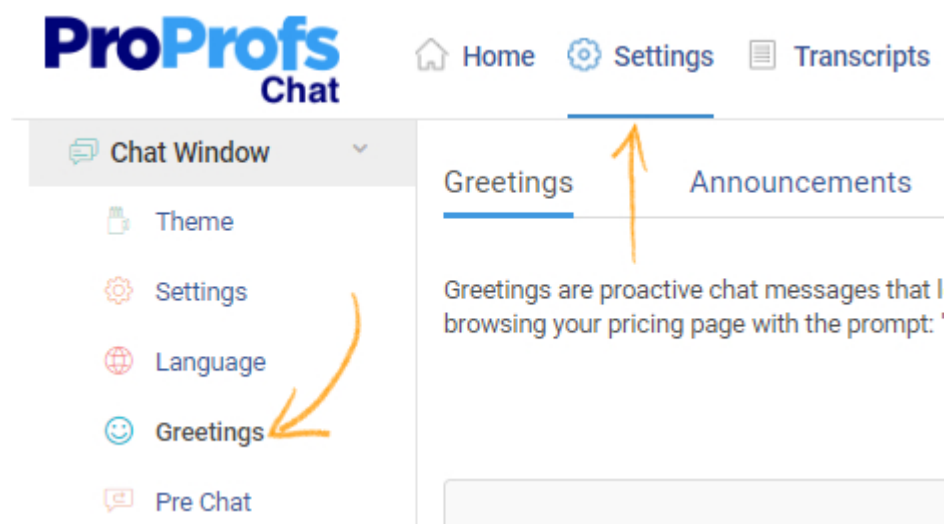 ProProfs
Chat
Home
Settings
Transcripts
Chat Window
Theme
Settings
Language
Greetings
Pre Chat
Greetings
Announcements
Greetings are proactive chat messages that
browsing your pricing page with the prompt: "